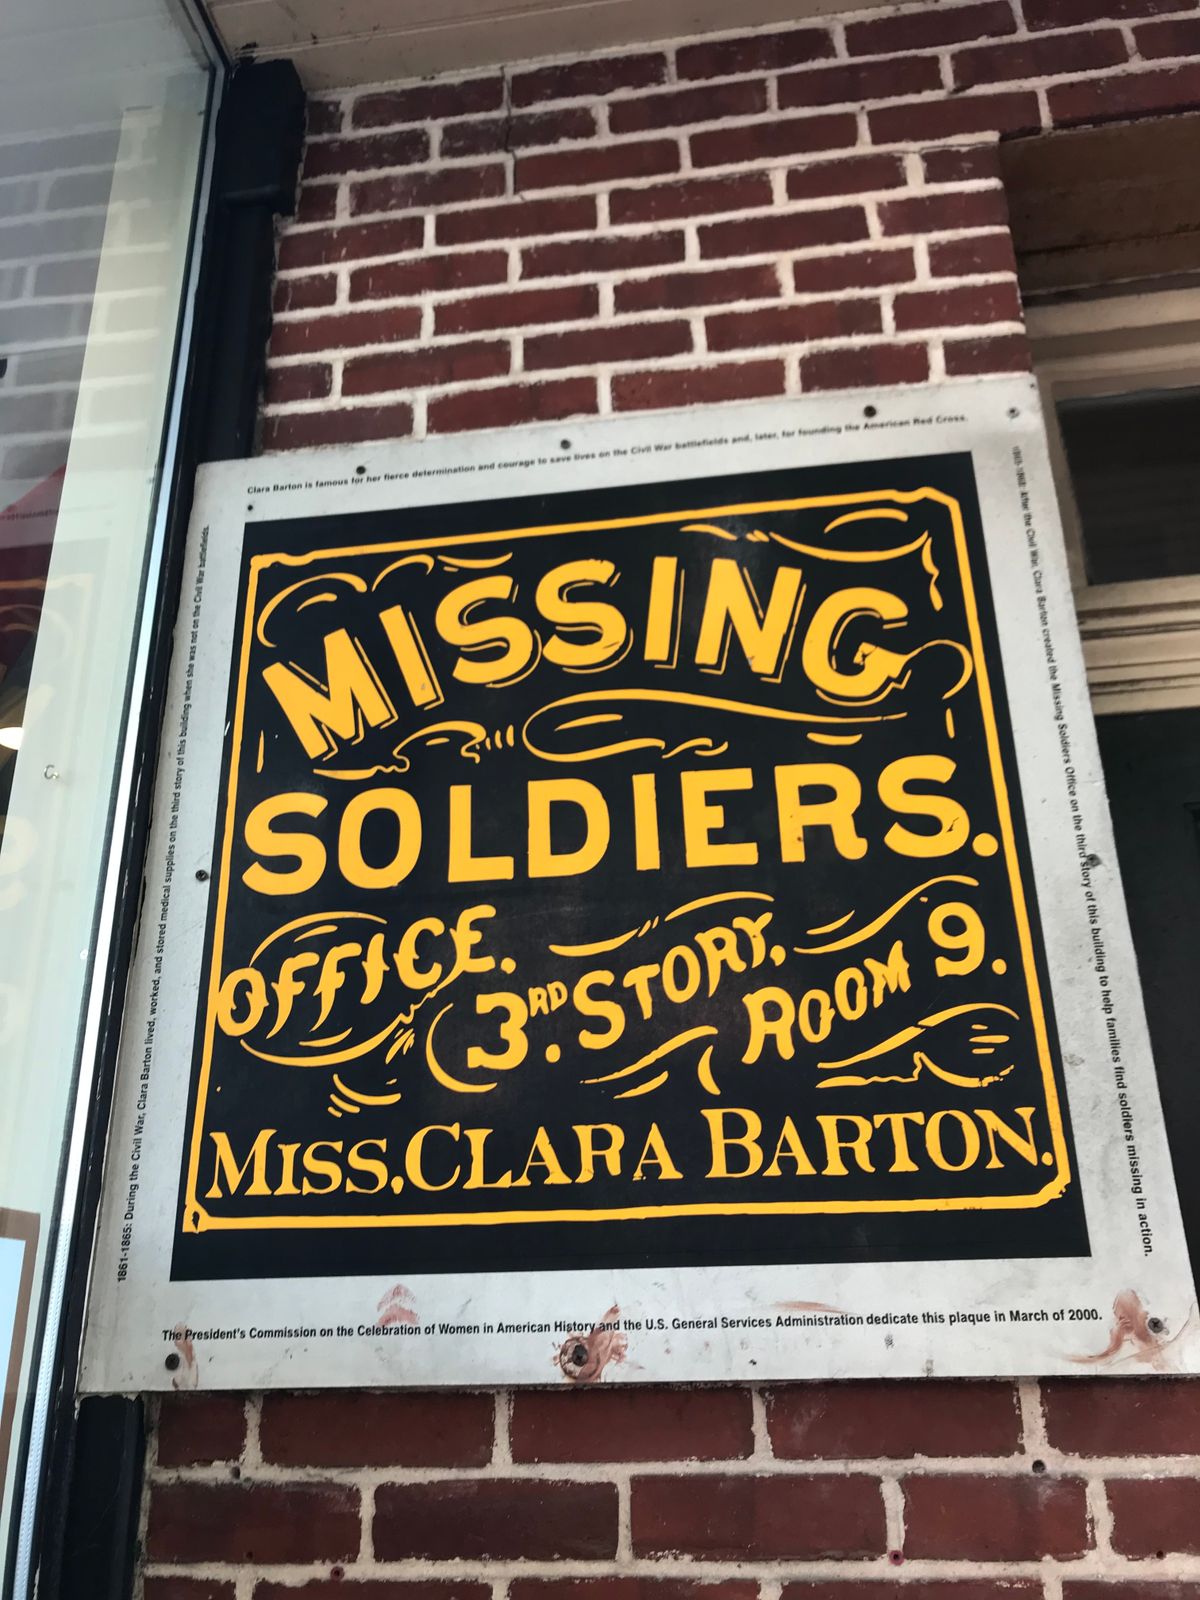 Clara Barton is famous for her fierce determination and courage to save lives on the Civil War battlefields and, later, for founding the American Red Cross.
1861-1865: During the Civil War, Clara Barton lived, worked, and stored medical supplies on the third story of this building when she was not on the Civil War battlefields.
MISSING
SOLDIERS.
OFFICE.
3RD. STORY,
ROOM 9.
MISS. CLARA BARTON.
After the Civil War, Clara Barton created the Missing Soldiers Office on the third story of this building to help families find soldiers missing in action.
The President's Commission on the Celebration of Women in American History and the U.S. General Services Administration dedicate this plaque in March of 2000.